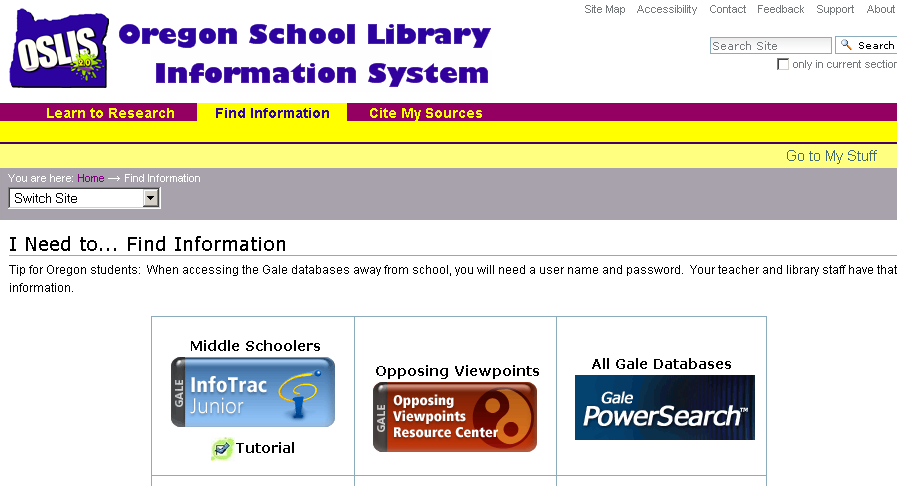 Site Map Accessibility Contact Feedback Support About
OSLIS
Oregon School Library
Information System
Search Site
Search
only in current section
Learn to Research Find Information Cite My Sources
Go to My Stuff
You are here: Home → Find Information
Switch Site
I Need to... Find Information
Tip for Oregon students: When accessing the Gale databases away from school, you will need a user name and password. Your teacher and library staff have that
information.
Middle Schoolers
GALE
InfoTrac
Junior
Tutorial
Opposing Viewpoints
GALE
Opposing
Viewpoints
Resource Center
All Gale Databases
Gale
PowerSearch™